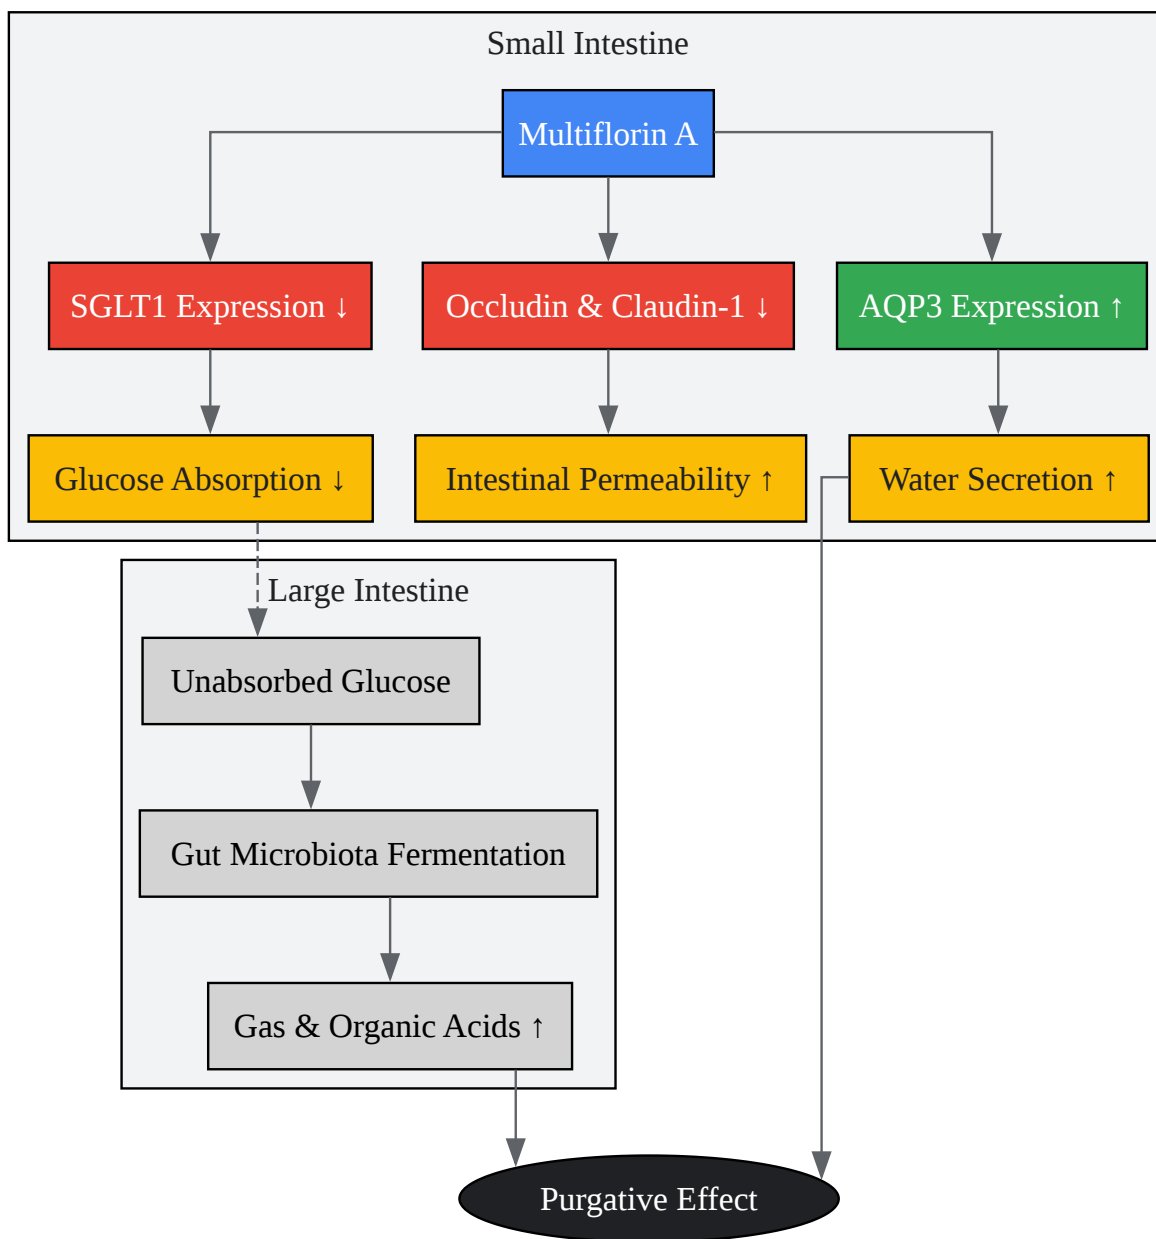 Small Intestine
Multiflorin A
SGLT1 Expression ↓
Occludin & Claudin-1 ↓
AQP3 Expression ↑
Glucose Absorption ↓
Intestinal Permeability ↑
Water Secretion ↑
Large Intestine
Unabsorbed Glucose
Gut Microbiota Fermentation
Gas & Organic Acids ↑
Purgative Effect